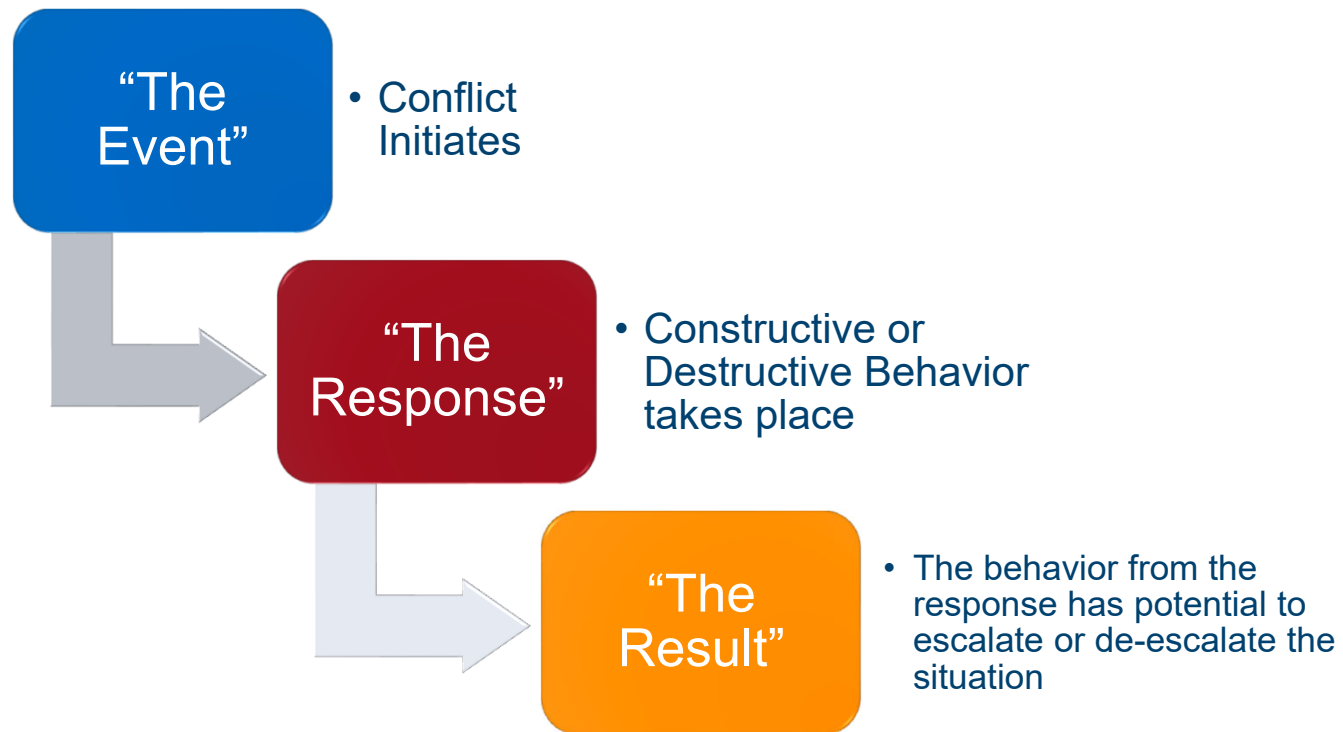 “The
Event”
• Conflict
Initiates
“The
Response”
• Constructive or
Destructive Behavior
takes place
“The
Result”
• The behavior from the
response has potential to
escalate or de-escalate the
situation